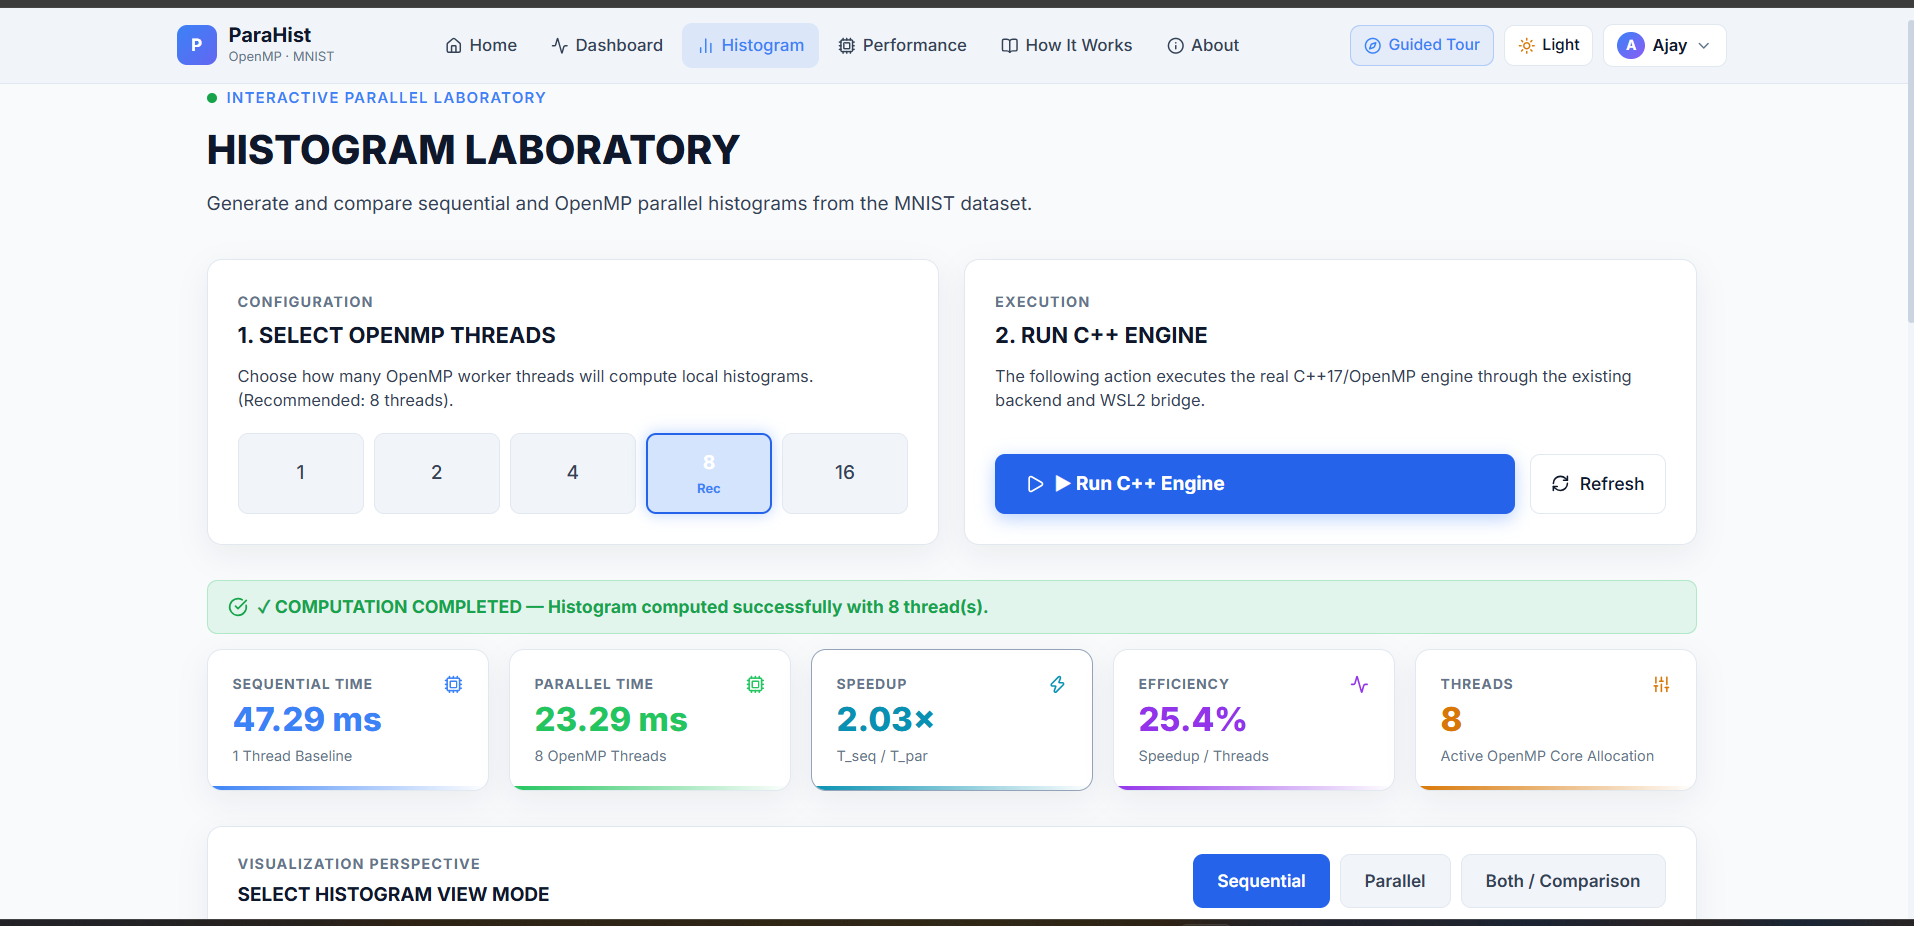 P
ParaHist
OpenMP · MNIST
Home
Dashboard
Histogram
Performance
How It Works
About
Guided Tour
Light
A
Ajay
INTERACTIVE PARALLEL LABORATORY
HISTOGRAM LABORATORY
Generate and compare sequential and OpenMP parallel histograms from the MNIST dataset.
CONFIGURATION
1. SELECT OPENMP THREADS
Choose how many OpenMP worker threads will compute local histograms.
(Recommended: 8 threads).
1
2
4
8
Rec
16
EXECUTION
2. RUN C++ ENGINE
The following action executes the real C++17/OpenMP engine through the existing
backend and WSL2 bridge.
▶ Run C++ Engine
Refresh
✓ COMPUTATION COMPLETED — Histogram computed successfully with 8 thread(s).
SEQUENTIAL TIME
47.29 ms
1 Thread Baseline
PARALLEL TIME
23.29 ms
8 OpenMP Threads
SPEEDUP
2.03×
T_seq / T_par
EFFICIENCY
25.4%
Speedup / Threads
THREADS
8
Active OpenMP Core Allocation
VISUALIZATION PERSPECTIVE
SELECT HISTOGRAM VIEW MODE
Sequential
Parallel
Both / Comparison